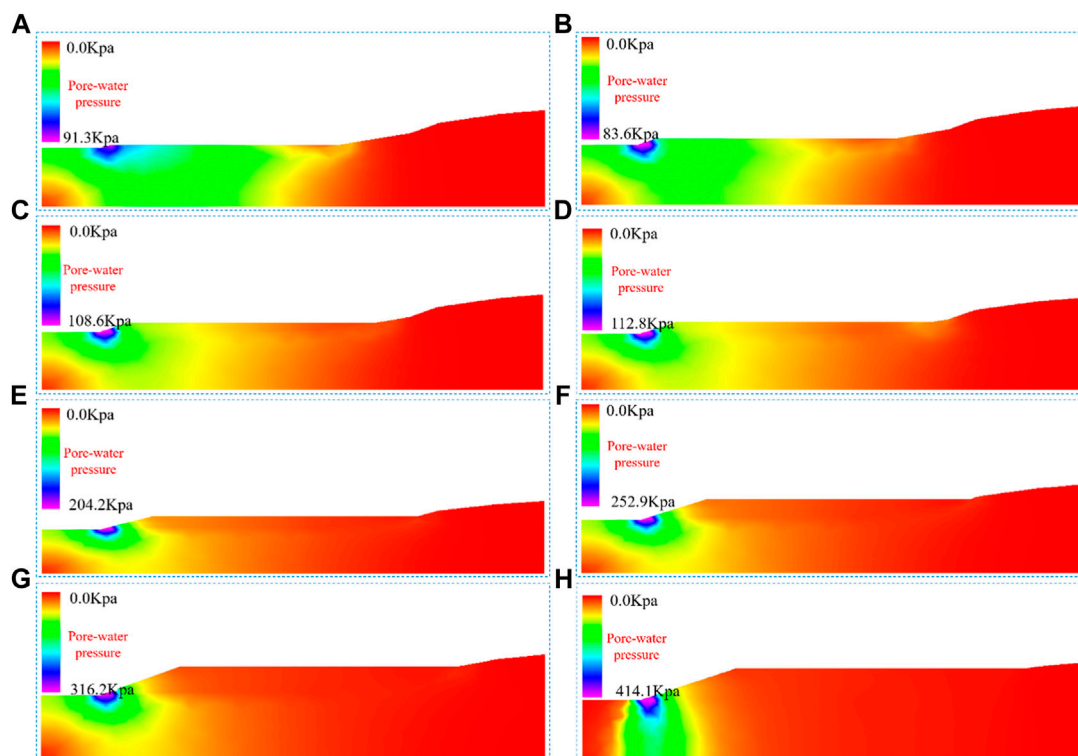 A
0.0Kpa
Pore-water
pressure
91.3Kpa
B
0.0Kpa
Pore-water
pressure
83.6Kpa
C
0.0Kpa
Pore-water
pressure
108.6Kpa
D
0.0Kpa
Pore-water
pressure
112.8Kpa
E
0.0Kpa
Pore-water
pressure
204.2Kpa
F
0.0Kpa
Pore-water
pressure
252.9Kpa
G
0.0Kpa
Pore-water
pressure
316.2Kpa
H
0.0Kpa
Pore-water
pressure
414.1Kpa